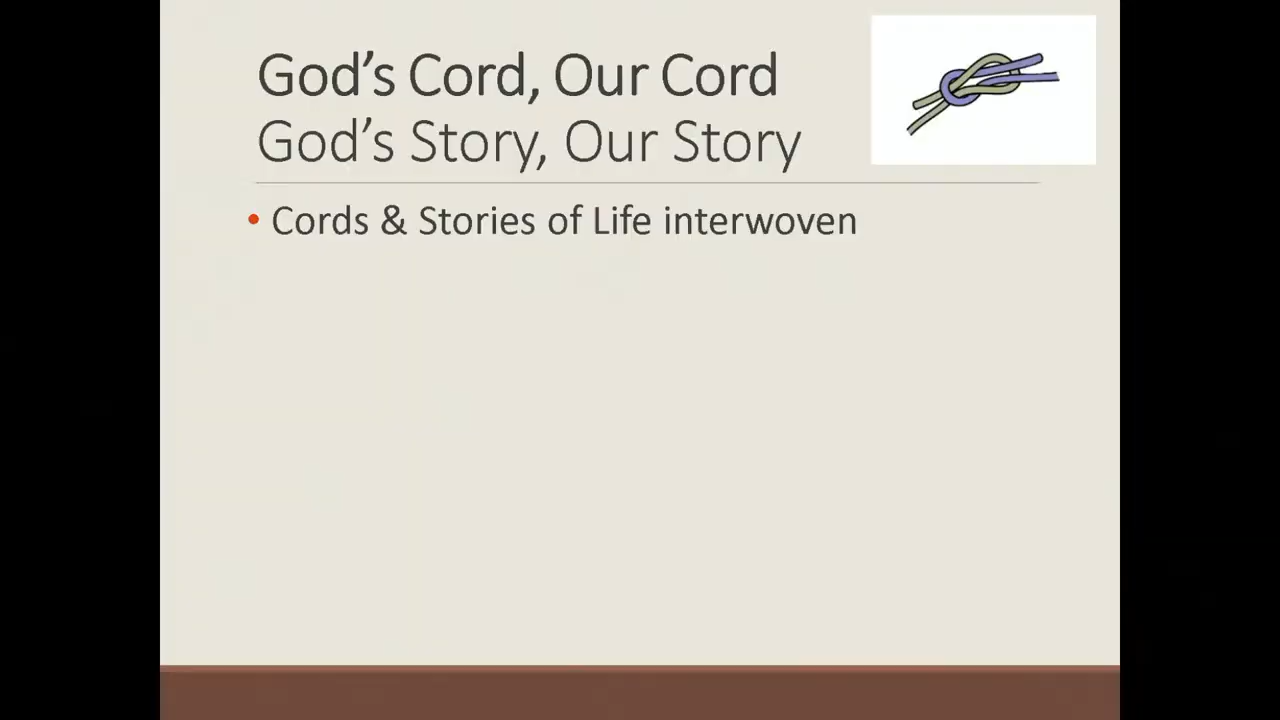 God’s Cord, Our Cord
God’s Story, Our Story
• Cords & Stories of Life interwoven